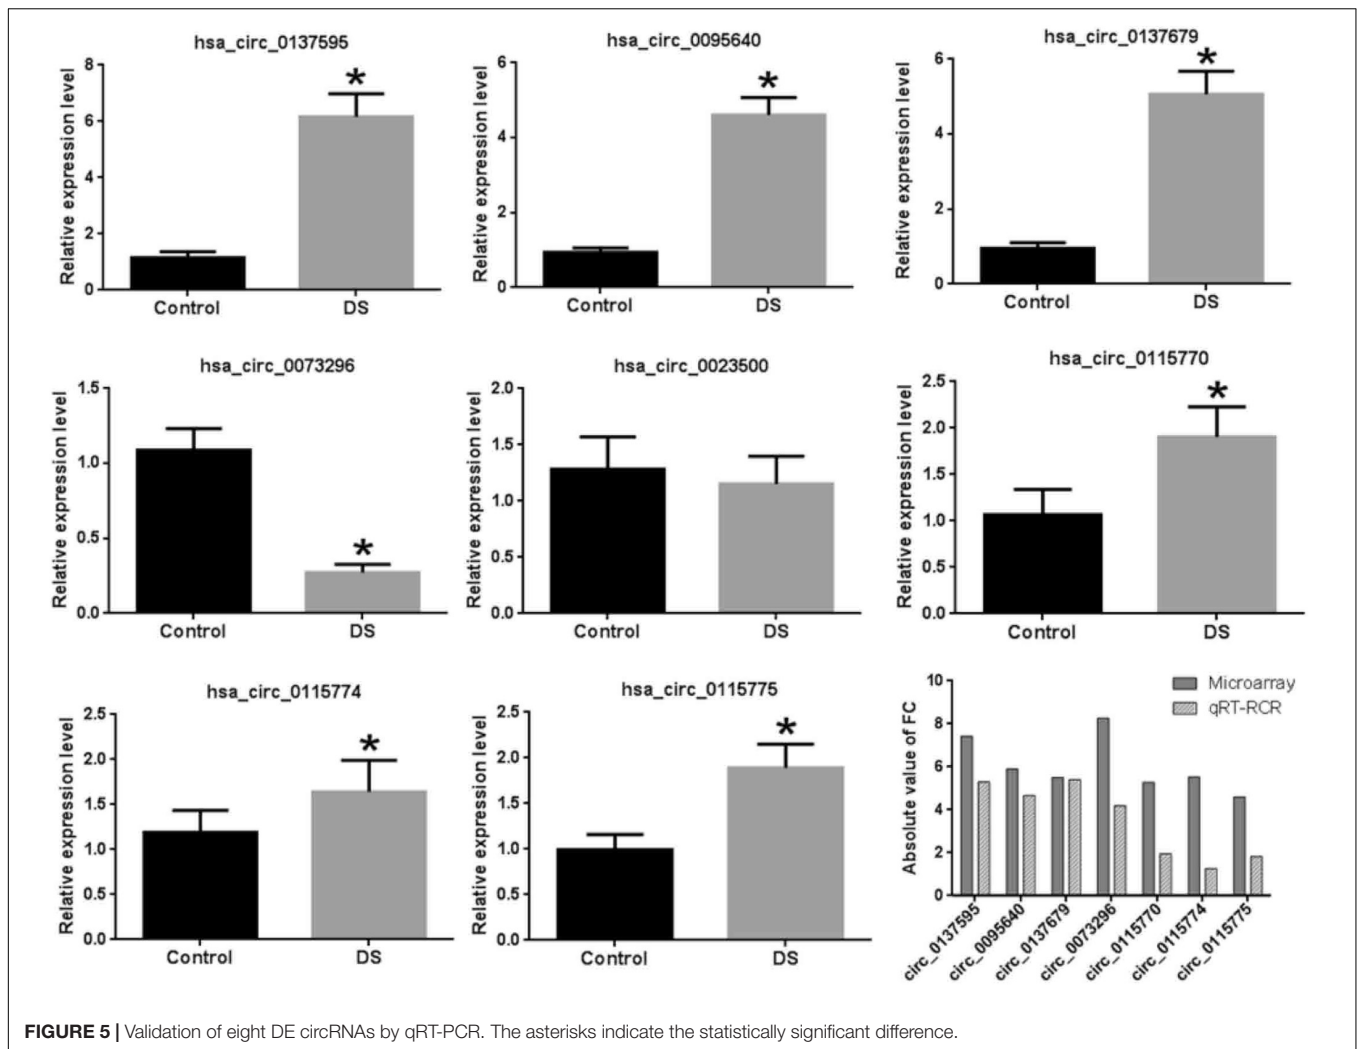 hsa_circ_0137595
Relative expression level
8
6
4
2
0
*
Control
DS
hsa_circ_0095640
Relative expression level
6
4
2
0
*
Control
DS
hsa_circ_0137679
Relative expression level
6
4
2
0
*
Control
DS
hsa_circ_0073296
Relative expression level
1.5
1.0
0.5
0.0
*
Control
DS
hsa_circ_0023500
Relative expression level
2.0
1.5
1.0
0.5
0.0
Control
DS
hsa_circ_0115770
Relative expression level
2.5
2.0
1.5
1.0
0.5
0.0
*
Control
DS
hsa_circ_0115774
Relative expression level
2.5
2.0
1.5
1.0
0.5
0.0
*
Control
DS
hsa_circ_0115775
Relative expression level
2.5
2.0
1.5
1.0
0.5
0.0
*
Control
DS
Microarray
qRT-RCR
Absolute value of FC
10
8
6
4
2
0
circ_0137595
circ_0095640
circ_0137679
circ_0073296
circ_0115770
circ_0115774
circ_0115775
FIGURE 5 | Validation of eight DE circRNAs by qRT-PCR. The asterisks indicate the statistically significant difference.